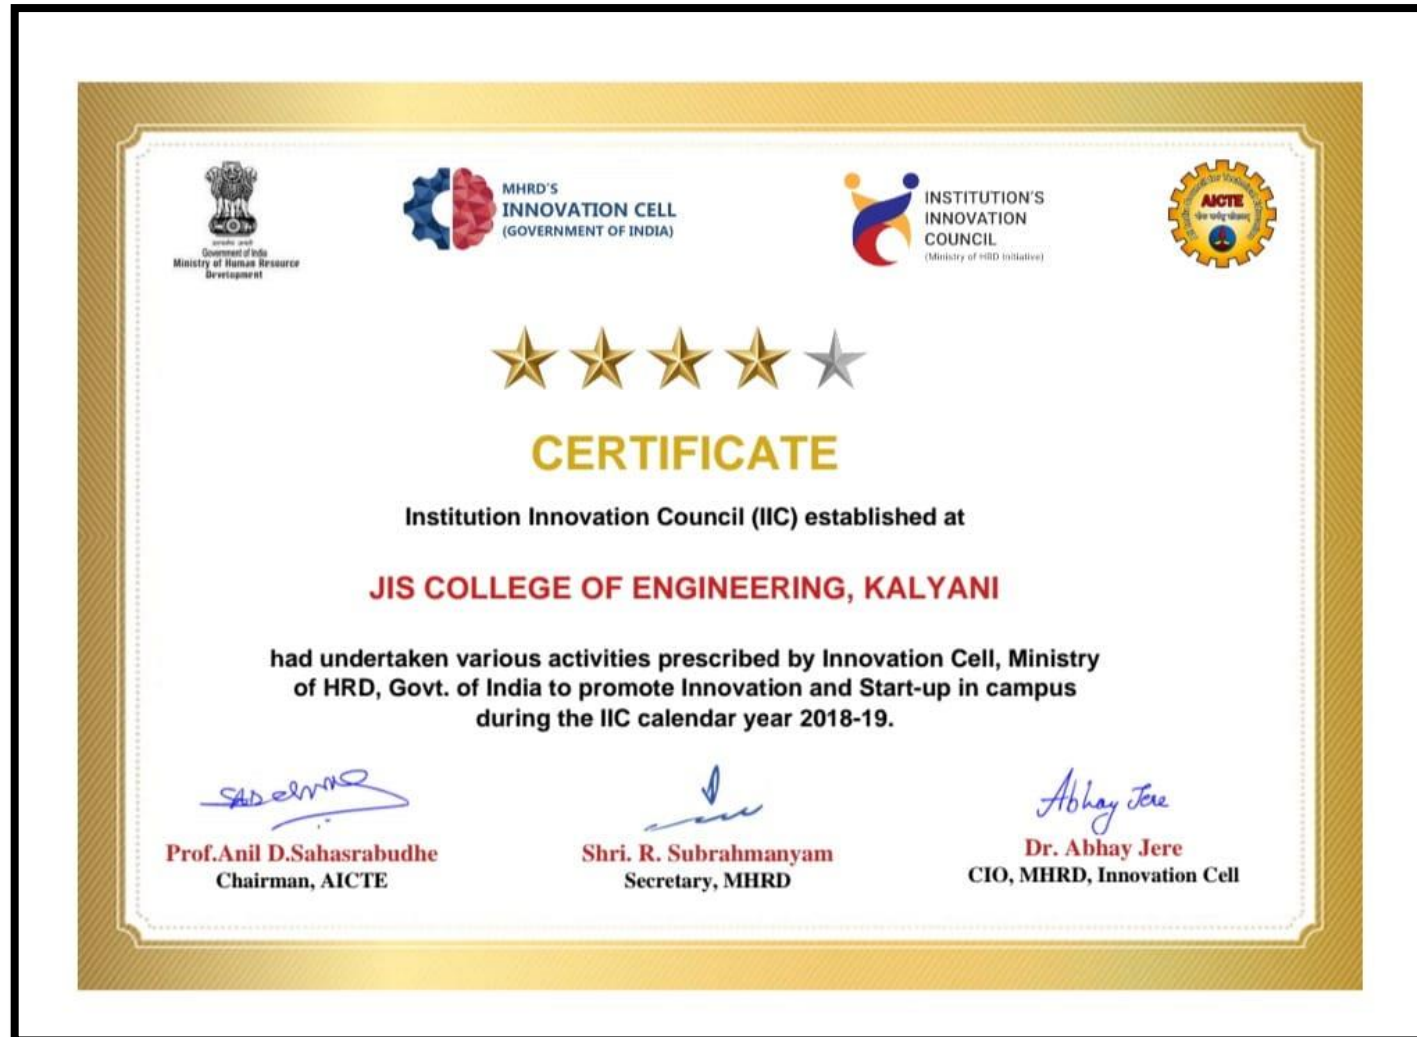 Government of India
Ministry of Human Resource
Development
MHRD'S
INNOVATION CELL
(GOVERNMENT OF INDIA)
INSTITUTION'S
INNOVATION
COUNCIL
(Ministry of HRD Initiative)
AICTE
CERTIFICATE
Institution Innovation Council (IIC) established at
JIS COLLEGE OF ENGINEERING, KALYANI
had undertaken various activities prescribed by Innovation Cell, Ministry
of HRD, Govt. of India to promote Innovation and Start-up in campus
during the IIC calendar year 2018-19.
Abhay Jere
Prof.Anil D.Sahasrabudhe
Chairman, AICTE
Shri. R. Subrahmanyam
Secretary, MHRD
Dr. Abhay Jere
CIO, MHRD, Innovation Cell